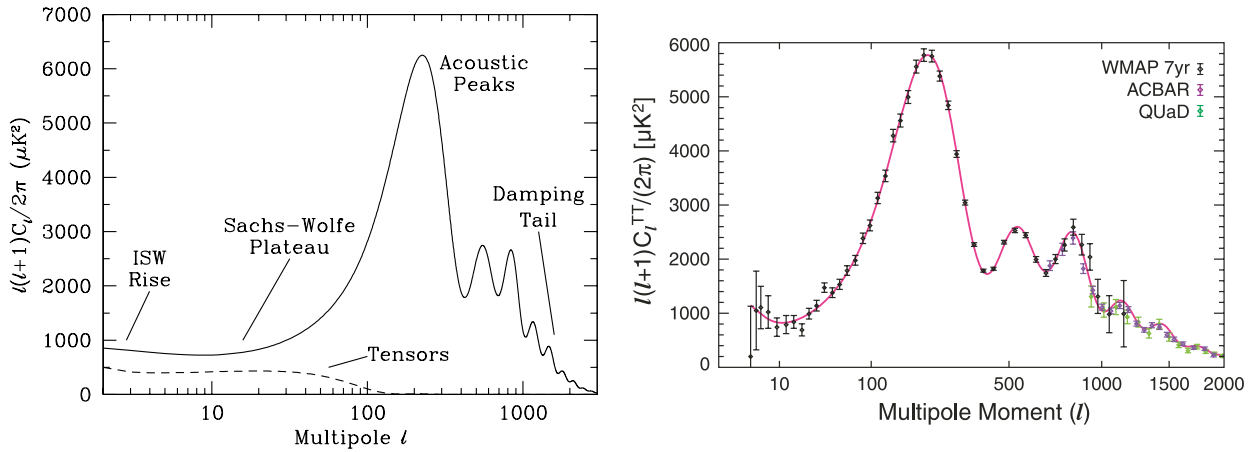 7000
6000
5000
4000
3000
2000
1000
0
l(l+1)Cₗ/2π (μK²)
Acoustic
Peaks
Damping
Tail
Sachs-Wolfe
Plateau
ISW
Rise
Tensors
10
100
1000
Multipole l
6000
5000
4000
3000
2000
1000
0
l(l+1)Cₗᵀᵀ/(2π) [μK²]
WMAP 7yr
ACBAR
QUaD
10
100
500
1000
1500
2000
Multipole Moment (l)